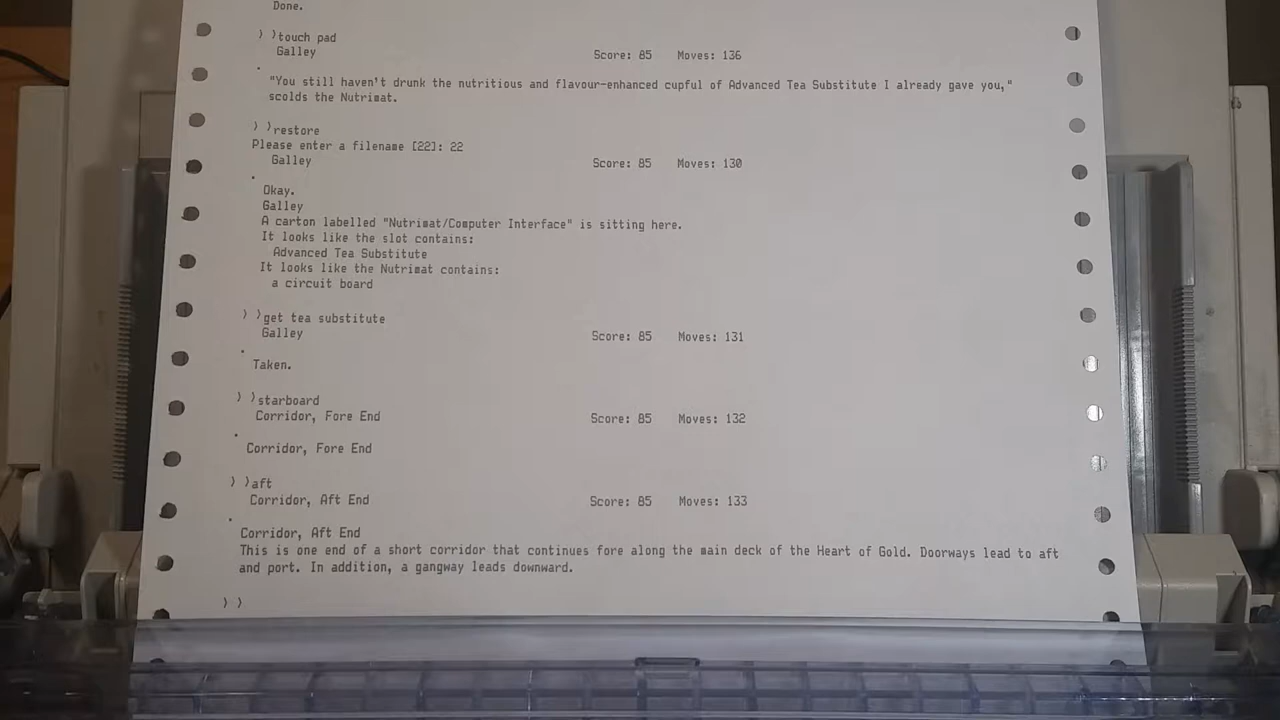 Done.
) )touch pad
Galley Score: 85 Moves: 136
.
"You still haven't drunk the nutritious and flavour-enhanced cupful of Advanced Tea Substitute I already gave you,"
scolds the Nutrimat.
) )restore
Please enter a filename [22]: 22
Galley Score: 85 Moves: 130
.
Okay.
Galley
A carton labelled "Nutrimat/Computer Interface" is sitting here.
It looks like the slot contains:
Advanced Tea Substitute
It looks like the Nutrimat contains:
a circuit board
) )get tea substitute
Galley Score: 85 Moves: 131
.
Taken.
) )starboard
Corridor, Fore End Score: 85 Moves: 132
.
Corridor, Fore End
) )aft
Corridor, Aft End Score: 85 Moves: 133
.
Corridor, Aft End
This is one end of a short corridor that continues fore along the main deck of the Heart of Gold. Doorways lead to aft
and port. In addition, a gangway leads downward.
) )